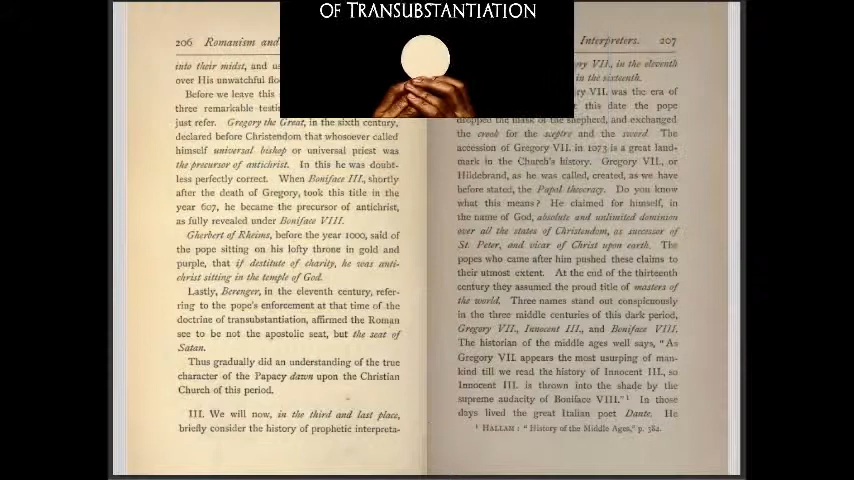 OF TRANSUBSTANTIATION
206 Romanism and
into their midst, and
over His unwatchful
Before we leave this
three remarkable
just refer. Gregory the Great, in the sixth century,
declared before Christendom that whosoever called
himself universal bishop or universal priest was
the precursor of antichrist. In this he was doubt-
less perfectly correct. When Boniface III., shortly
after the death of Gregory, took this title in the
year 607, he became the precursor of antichrist,
as fully revealed under Boniface VIII.
Gherbert of Rheims, before the year 1000, said of
the pope sitting on his lofty throne in gold and
purple, that if destitute of charity, he was anti-
christ sitting in the temple of God.
Lastly, Berenger, in the eleventh century, refer-
ring to the pope's enforcement at that time of the
doctrine of transubstantiation, affirmed the Roman
see to be not the apostolic seat, but the seat of
Satan.
Thus gradually did an understanding of the true
character of the Papacy dawn upon the Christian
Church of this period.
III. We will now, in the third and last place,
briefly consider the history of prophetic interpreta-
Interpreters. 207
VII., in the eleventh
in the sixteenth.
VII. was the era of
this date the pope
dropped the mask of the shepherd, and exchanged
the crook for the sceptre and the sword. The
accession of Gregory VII. in 1073 is a great land-
mark in the Church's history. Gregory VII., or
Hildebrand, as he was called, created, as we have
before stated, the Papal theocracy. Do you know
what this means? He claimed for himself, in
the name of God, absolute and unlimited dominion
over all the states of Christendom, as successor of
St. Peter, and vicar of Christ upon earth. The
popes who came after him pushed these claims to
their utmost extent. At the end of the thirteenth
century they assumed the proud title of masters of
the world. Three names stand out conspicuously
in the three middle centuries of this dark period,
Gregory VII., Innocent III., and Boniface VIII.
The historian of the middle ages well says, "As
Gregory VII. appears the most usurping of man-
kind till we read the history of Innocent III., so
Innocent III. is thrown into the shade by the
supreme audacity of Boniface VIII."¹ In those
days lived the great Italian poet Dante. He
¹ HALLAM: "History of the Middle Ages," p. 382.